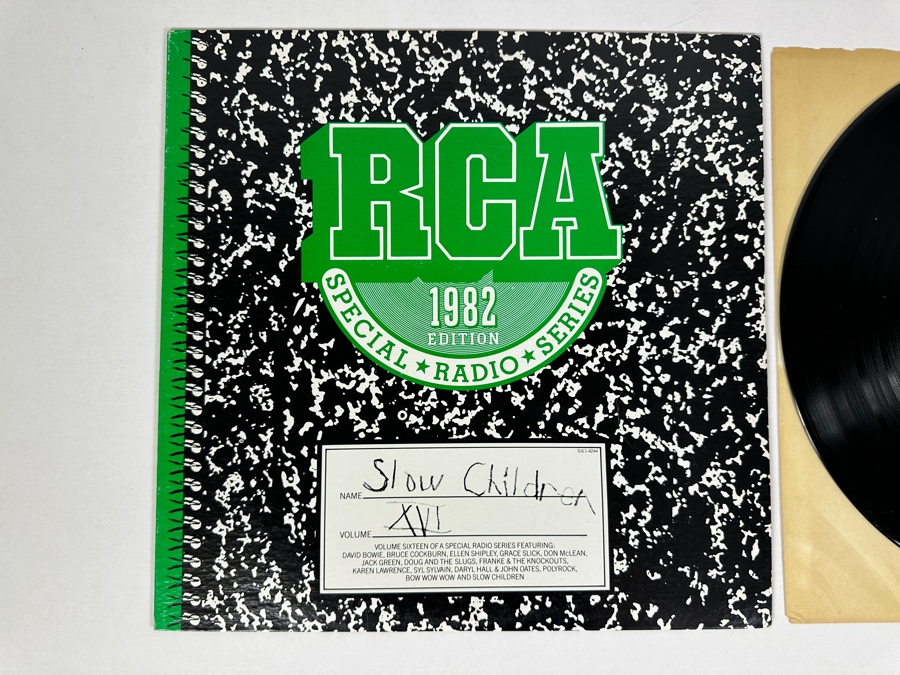 RCA
1982
EDITION
SPECIAL ★ RADIO ★ SERIES
DJL1-4244
NAME Slow Children
VOLUME XVI
VOLUME SIXTEEN OF A SPECIAL RADIO SERIES FEATURING:
DAVID BOWIE, BRUCE COCKBURN, ELLEN SHIPLEY, GRACE SLICK, DON McLEAN,
JACK GREEN, DOUG AND THE SLUGS, FRANKE & THE KNOCKOUTS,
KAREN LAWRENCE, SYL SYLVAIN, DARYL HALL & JOHN OATES, POLYROCK,
BOW WOW WOW AND SLOW CHILDREN